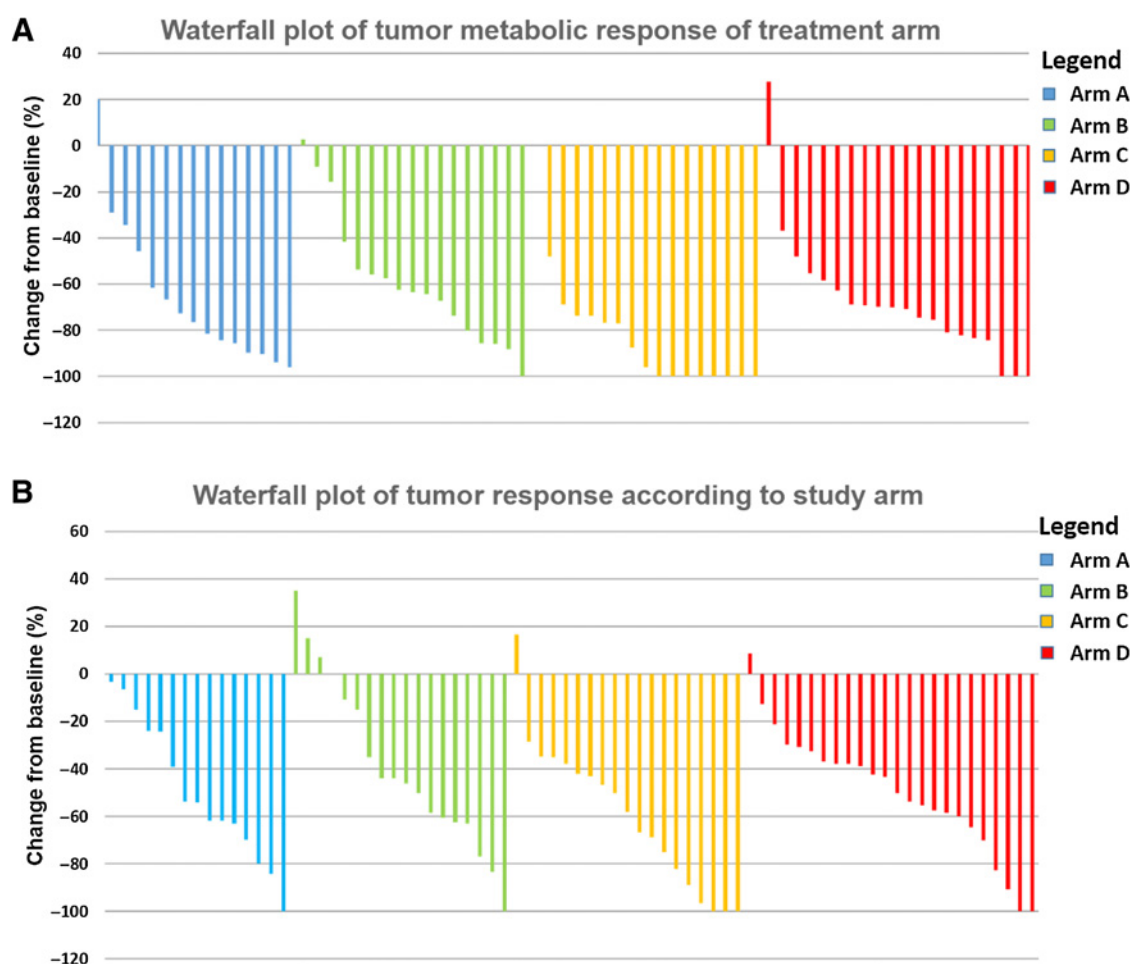 A
Waterfall plot of tumor metabolic response of treatment arm
Change from baseline (%)
40
20
0
−20
−40
−60
−80
−100
−120
Legend
Arm A
Arm B
Arm C
Arm D
B
Waterfall plot of tumor response according to study arm
Change from baseline (%)
60
40
20
0
−20
−40
−60
−80
−100
−120
Legend
Arm A
Arm B
Arm C
Arm D